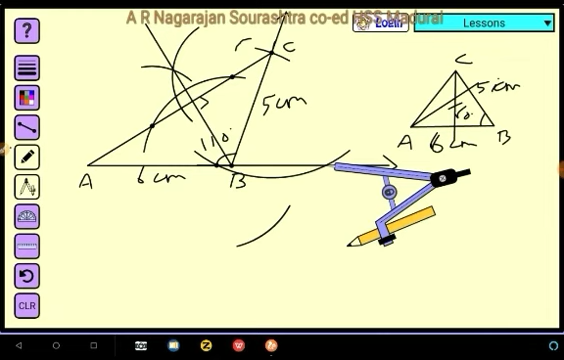 A R Nagarajan Sourashtra co-ed HSS Madurai
?
Login
Lessons
C
5cm
A
6cm
B
C
5cm
110°
A
6cm
B
CLR